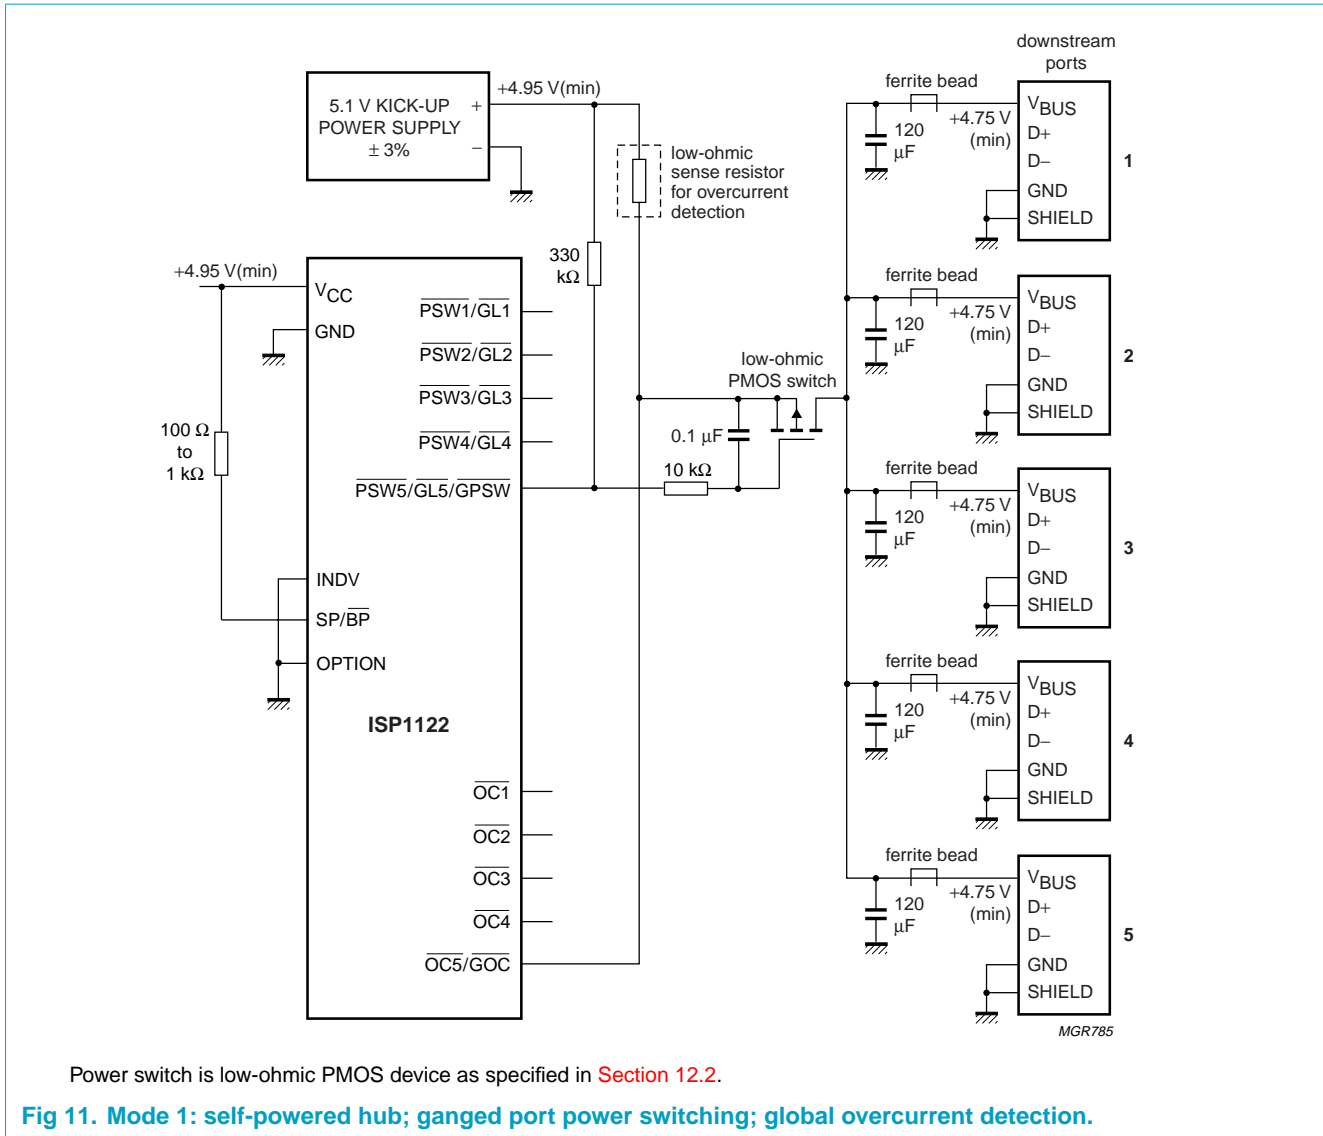 downstream
ports
+4.95 V(min)
5.1 V KICK-UP
POWER SUPPLY
± 3%
+
−
low-ohmic
sense resistor
for overcurrent
detection
330
kΩ
+4.95 V(min)
100 Ω
to
1 kΩ
VCC
GND
PSW1/GL1
PSW2/GL2
PSW3/GL3
PSW4/GL4
PSW5/GL5/GPSW
INDV
SP/BP
OPTION
ISP1122
OC1
OC2
OC3
OC4
OC5/GOC
low-ohmic
PMOS switch
0.1 μF
10 kΩ
ferrite bead
120
μF
+4.75 V
(min)
VBUS
D+
D−
GND
SHIELD
1
ferrite bead
120
μF
+4.75 V
(min)
VBUS
D+
D−
GND
SHIELD
2
ferrite bead
120
μF
+4.75 V
(min)
VBUS
D+
D−
GND
SHIELD
3
ferrite bead
120
μF
+4.75 V
(min)
VBUS
D+
D−
GND
SHIELD
4
ferrite bead
120
μF
+4.75 V
(min)
VBUS
D+
D−
GND
SHIELD
5
MGR785
Power switch is low-ohmic PMOS device as specified in Section 12.2.
Fig 11. Mode 1: self-powered hub; ganged port power switching; global overcurrent detection.